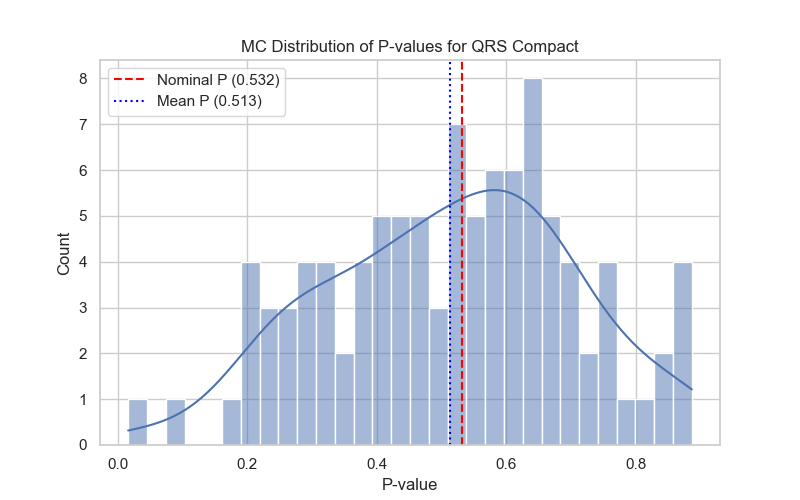 MC Distribution of P-values for QRS Compact
Nominal P (0.532)
Mean P (0.513)
Count
8
7
6
5
4
3
2
1
0
0.0 0.2 0.4 0.6 0.8
P-value